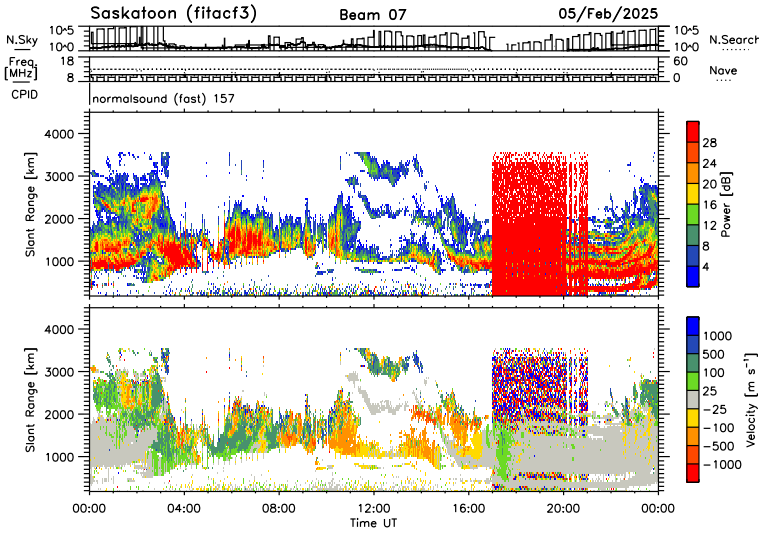 Saskatoon (fitacf3) Beam 07 05/Feb/2025
N.Sky 10^5 10^0 10^5 10^0 N.Search
Freq. [MHz] 18 8 60 0 Nave
CPID normalsound (fast) 157
Slant Range [km] 4000 3000 2000 1000
28 24 20 16 12 8 4 Power [dB]
Slant Range [km] 4000 3000 2000 1000
1000 500 100 25 -25 -100 -500 -1000 Velocity [m s⁻¹]
00:00 04:00 08:00 12:00 16:00 20:00 00:00
Time UT